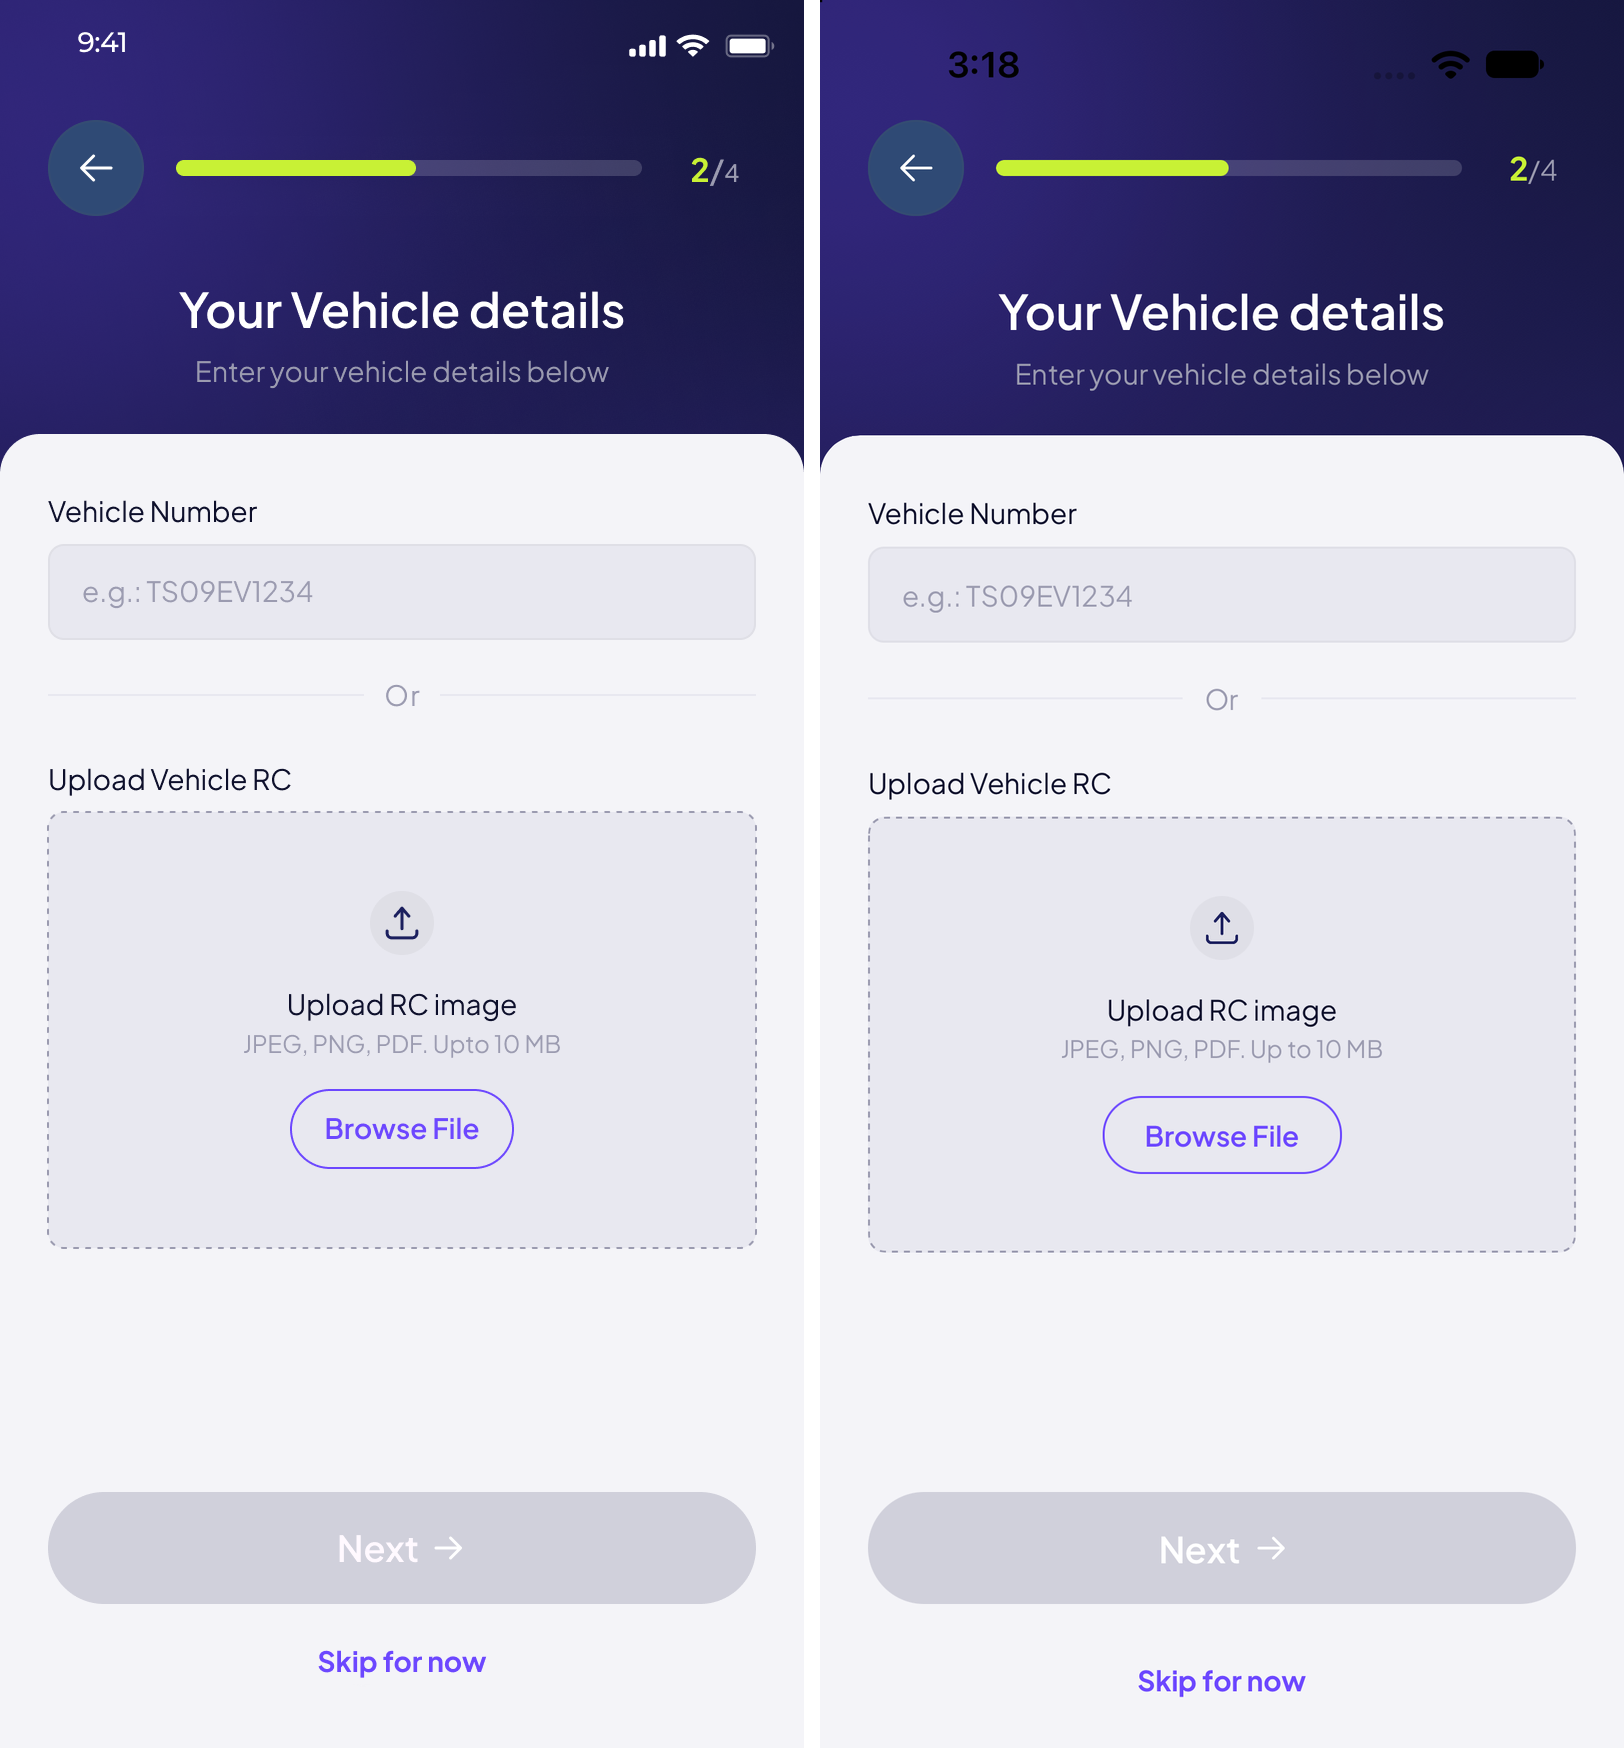 9:41
2/4
Your Vehicle details
Enter your vehicle details below
Vehicle Number
e.g.: TS09EV1234
Or
Upload Vehicle RC
Upload RC image
JPEG, PNG, PDF. Upto 10 MB
Browse File
Next →
Skip for now
3:18
2/4
Your Vehicle details
Enter your vehicle details below
Vehicle Number
e.g.: TS09EV1234
Or
Upload Vehicle RC
Upload RC image
JPEG, PNG, PDF. Up to 10 MB
Browse File
Next →
Skip for now